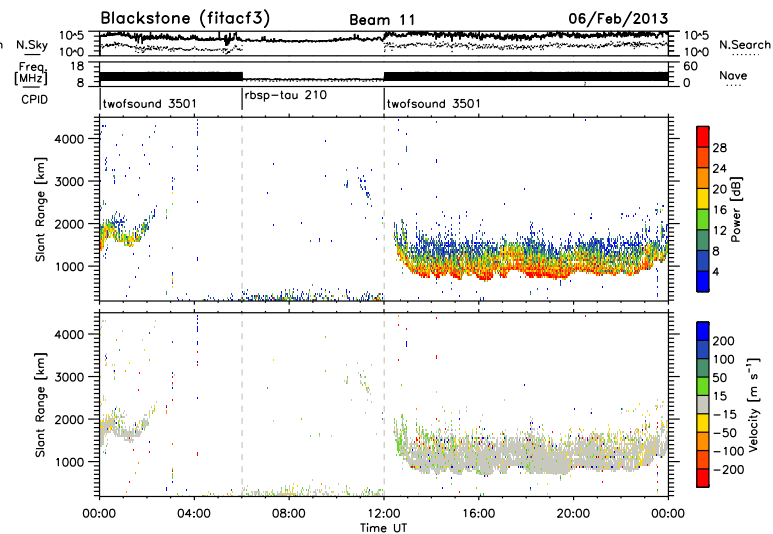 Blackstone (fitacf3) Beam 11 06/Feb/2013
n N.Sky 10^5 10^0 10^5 10^0 N.Search
Freq. [MHz] 18 8 60 0 Nave
CPID twofsound 3501 rbsp-tau 210 twofsound 3501
Slant Range [km] 4000 3000 2000 1000
28 24 20 16 12 8 4 Power [dB]
Slant Range [km] 4000 3000 2000 1000
200 100 50 15 -15 -50 -100 -200 Velocity [m s⁻¹]
00:00 04:00 08:00 12:00 16:00 20:00 00:00
Time UT